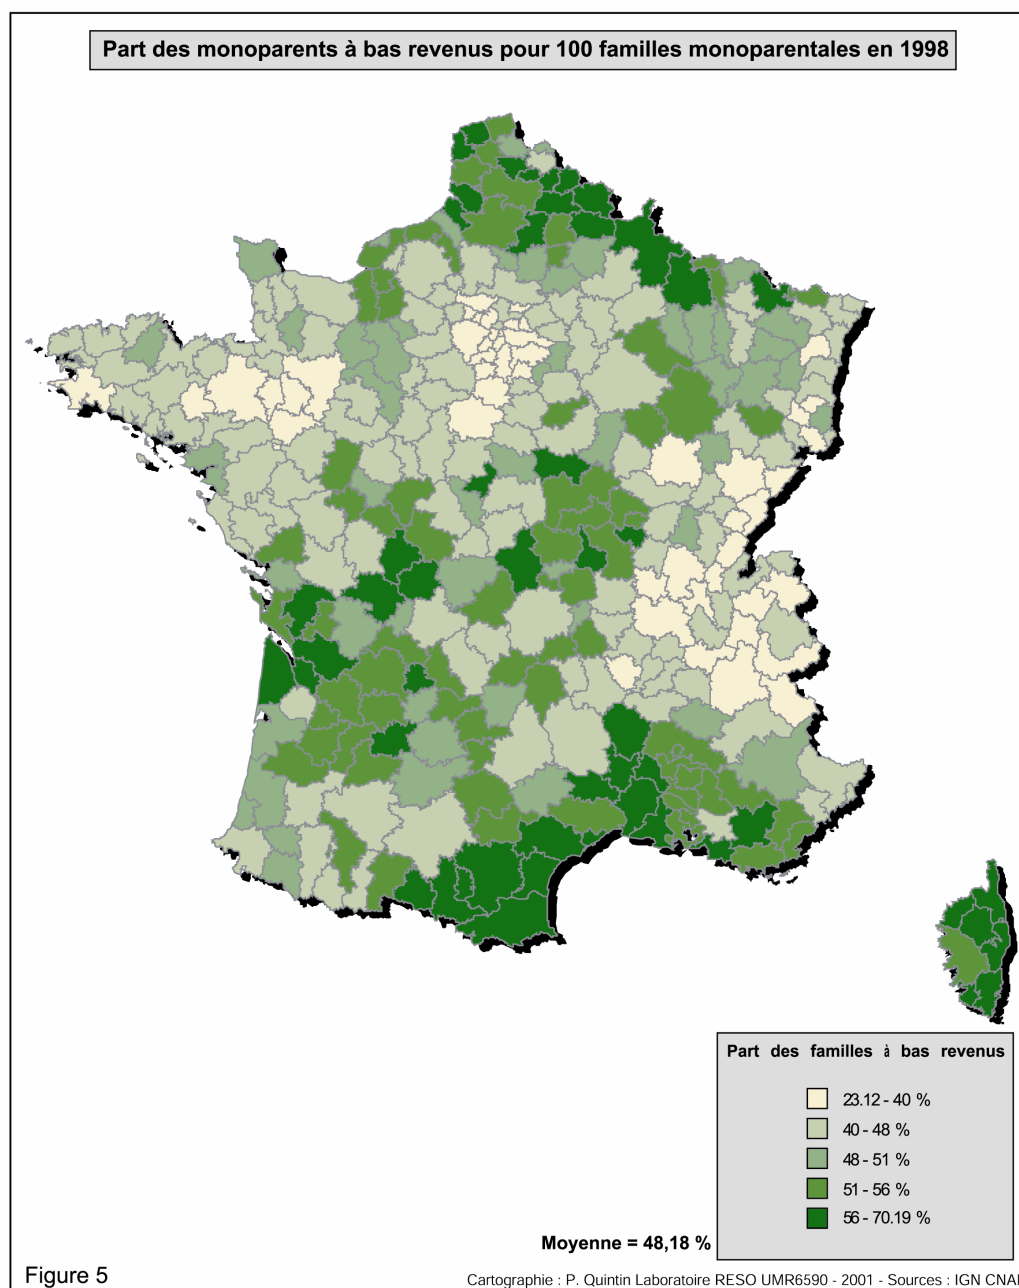 Part des monoparents à bas revenus pour 100 familles monoparentales en 1998
Part des familles à bas revenus
23.12 - 40 %
40 - 48 %
48 - 51 %
51 - 56 %
56 - 70.19 %
Moyenne = 48,18 %
Figure 5
Cartographie : P. Quintin Laboratoire RESO UMR6590 - 2001 - Sources : IGN CNAF